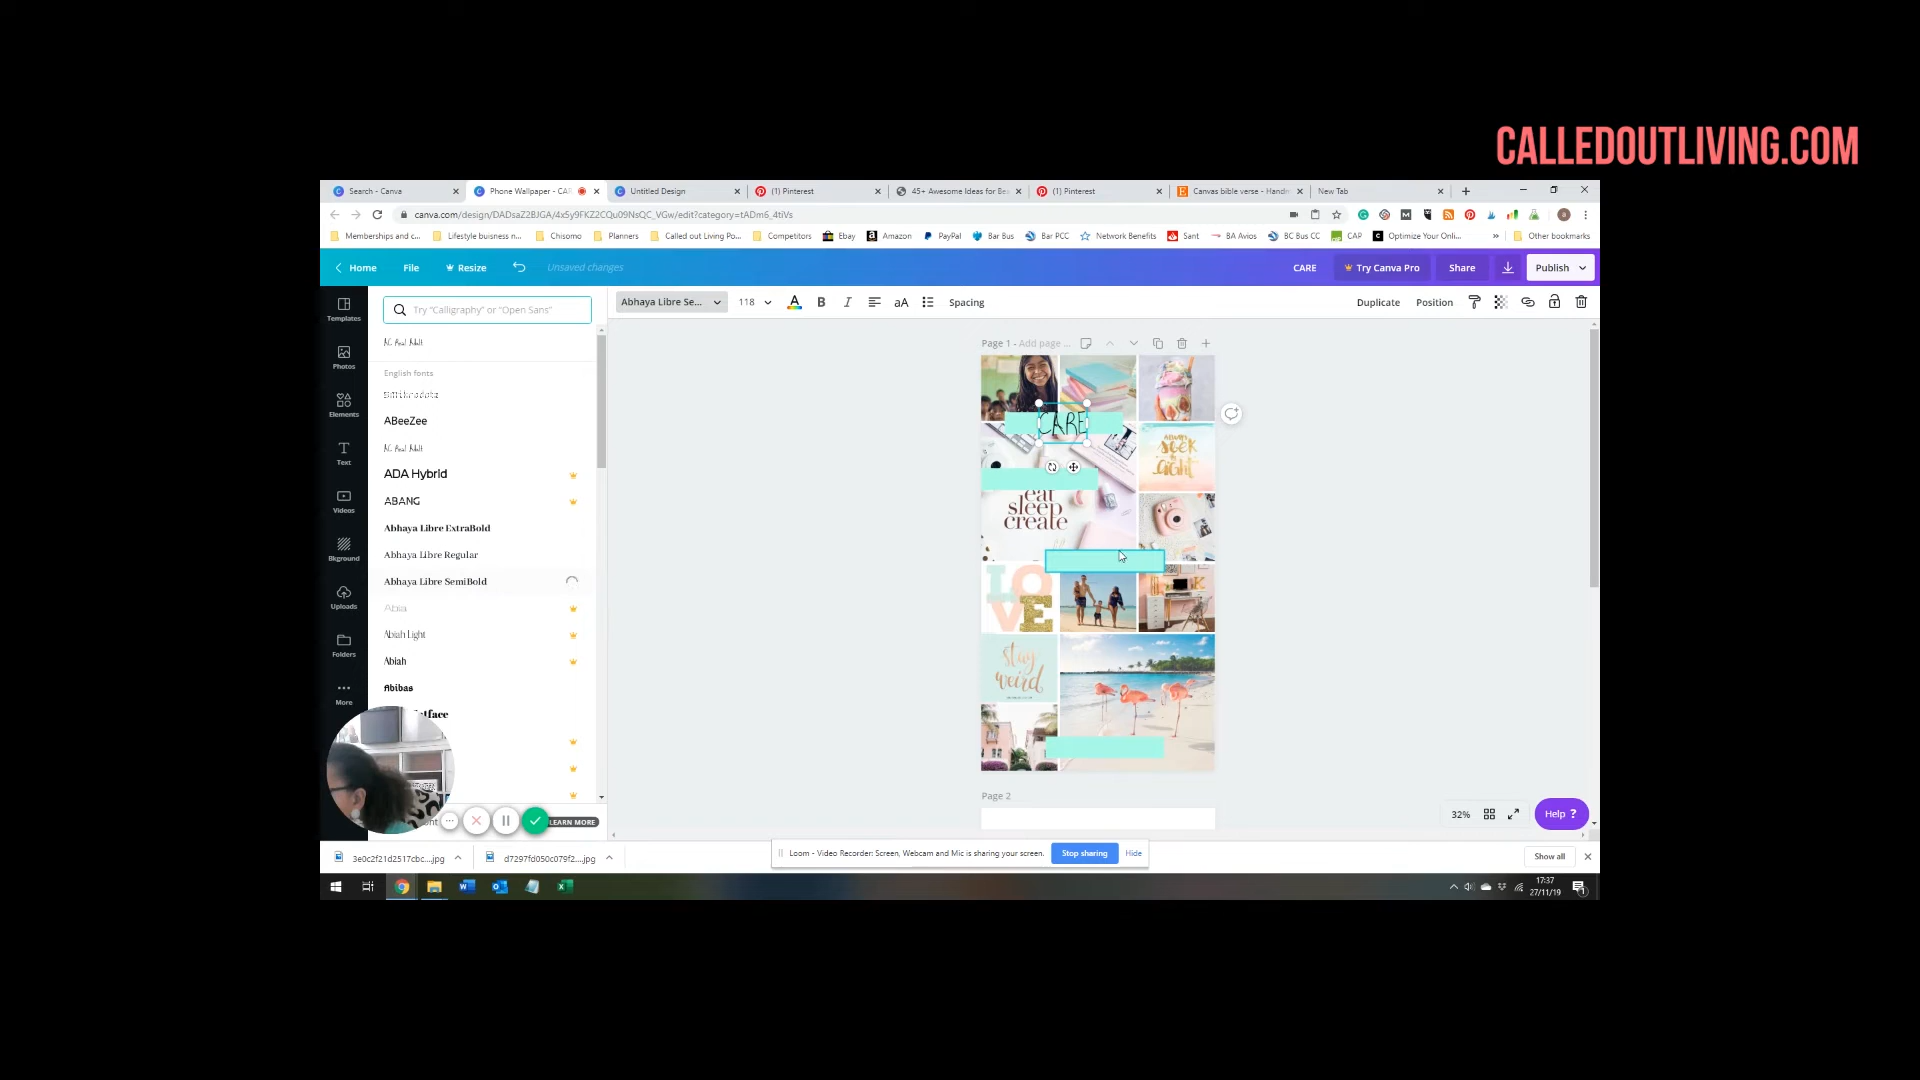 CALLEDOUTLIVING.COM
Search - Canva
Phone Wallpaper - CA
Untitled Design
(1) Pinterest
45+ Awesome Ideas for Be
(1) Pinterest
Canvas bible verse - Handm
New Tab
canva.com/design/DADsaZ2BJGA/4x5y9FKZ2CQu09NsQC_VGw/edit?category=tADm6_4tiVs
Memberships and c...
Lifestyle buisness n...
Chisomo
Planners
Called out Living Po...
Competitors
Ebay
Amazon
PayPal
Bar Bus
Bar PCC
Network Benefits
Sant
BA Avios
BC Bus CC
CAP
Optimize Your Onli...
»
Other bookmarks
Home
File
Resize
Unsaved changes
CARE
Try Canva Pro
Share
Publish
Abhaya Libre Se...
118
B
I
aA
Spacing
Duplicate
Position
Templates
Photos
Elements
Text
Videos
Bkground
Uploads
Folders
More
Try "Calligraphy" or "Open Sans"
English fonts
ABeeZee
ADA Hybrid
ABANG
Abhaya Libre ExtraBold
Abhaya Libre Regular
Abhaya Libre SemiBold
Abia
Abiah Light
Abiah
Abibas
LEARN MORE
Page 1 - Add page ...
CARE
ALWAYS
seek
the
light
eat
sleep
create
LOVE
stay
weird
Page 2
32%
Help ?
Loom - Video Recorder: Screen, Webcam and Mic is sharing your screen.
Stop sharing
Hide
3e0c2f21d2517cbc....jpg
d7297fd050c079f2....jpg
Show all
17:37
27/11/19